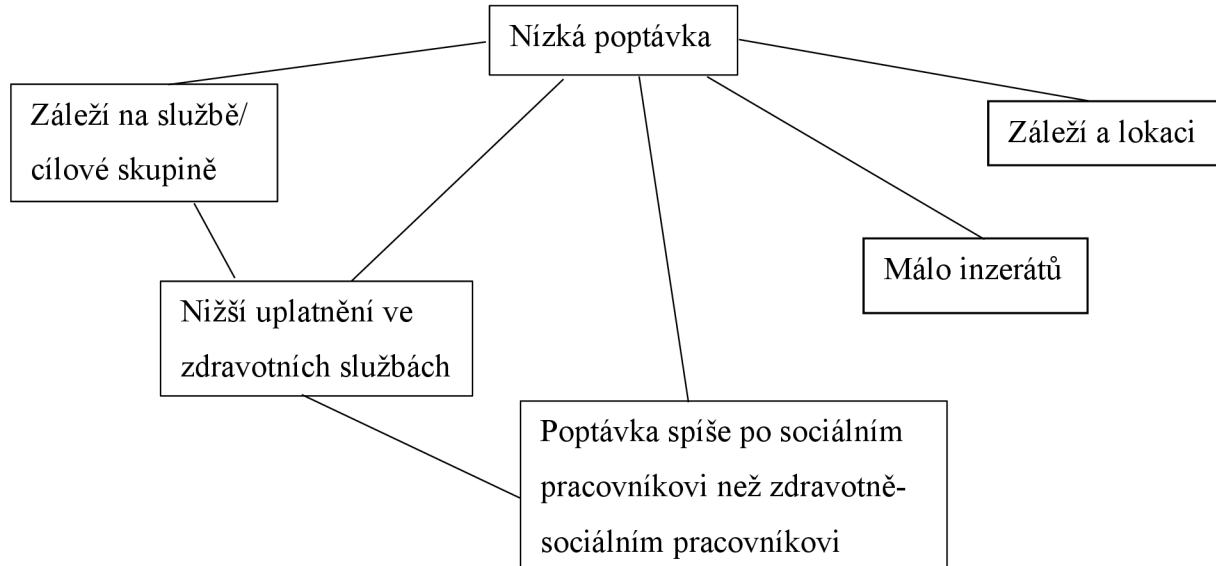 Nízká poptávka
Záleží na službě/
cílové skupině
Záleží a lokaci
Málo inzerátů
Nižší uplatnění ve
zdravotních službách
Poptávka spíše po sociálním
pracovníkovi než zdravotně-
sociálním pracovníkovi